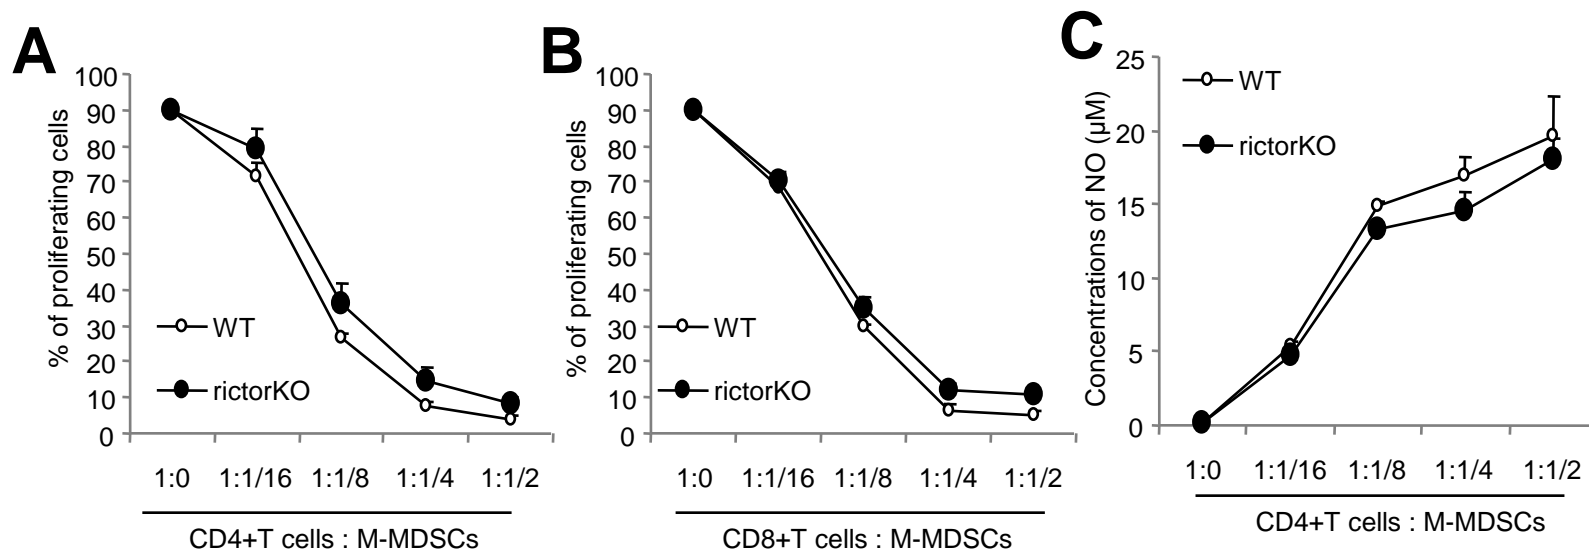 A
% of proliferating cells
100
90
80
70
60
50
40
30
20
10
0
WT
rictorKO
1:0 1:1/16 1:1/8 1:1/4 1:1/2
CD4+T cells : M-MDSCs
B
% of proliferating cells
100
90
80
70
60
50
40
30
20
10
0
WT
rictorKO
1:0 1:1/16 1:1/8 1:1/4 1:1/2
CD8+T cells : M-MDSCs
C
Concentrations of NO (µM)
25
20
15
10
5
0
WT
rictorKO
1:0 1:1/16 1:1/8 1:1/4 1:1/2
CD4+T cells : M-MDSCs